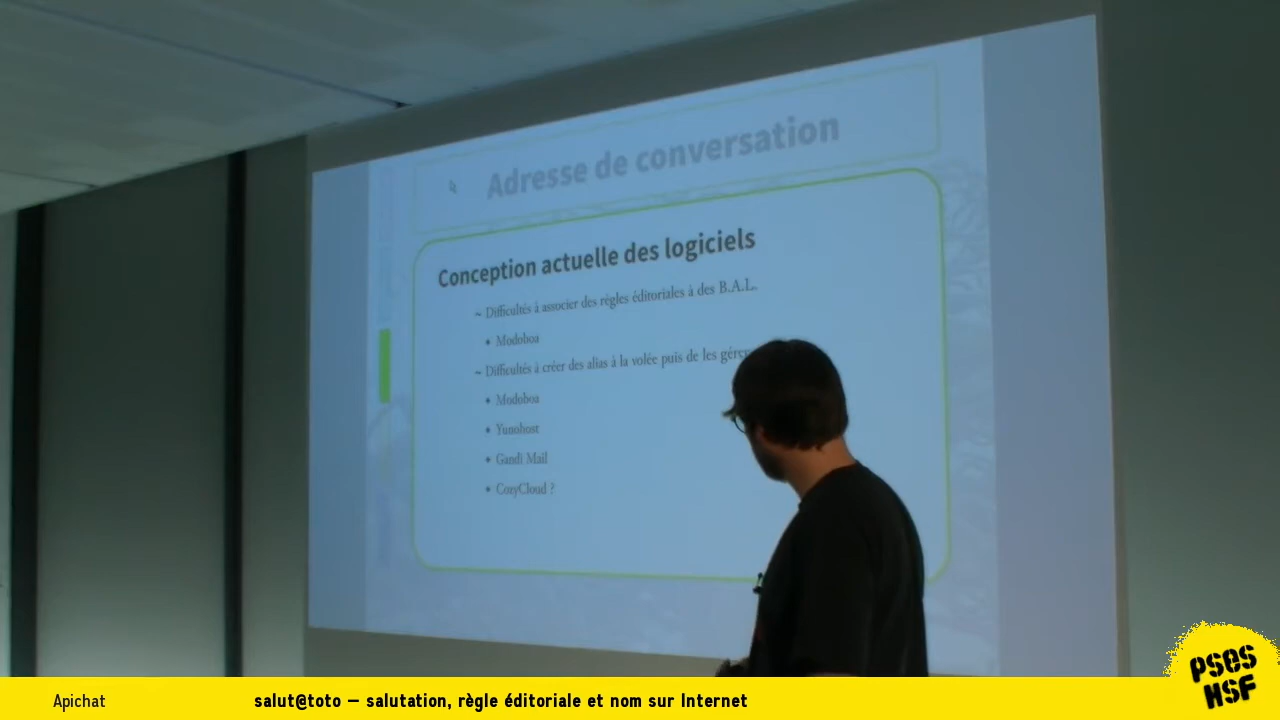 Adresse de conversation
Conception actuelle des logiciels
~ Difficultés à associer des règles éditoriales à des B.A.L.
• Modoboa
~ Difficultés à créer des alias à la volée puis de les
• Modoboa
• Yunohost
• Gandi Mail
• CozyCloud ?
PSES
HSF
Apichat
salut@toto – salutation, règle éditoriale et nom sur Internet